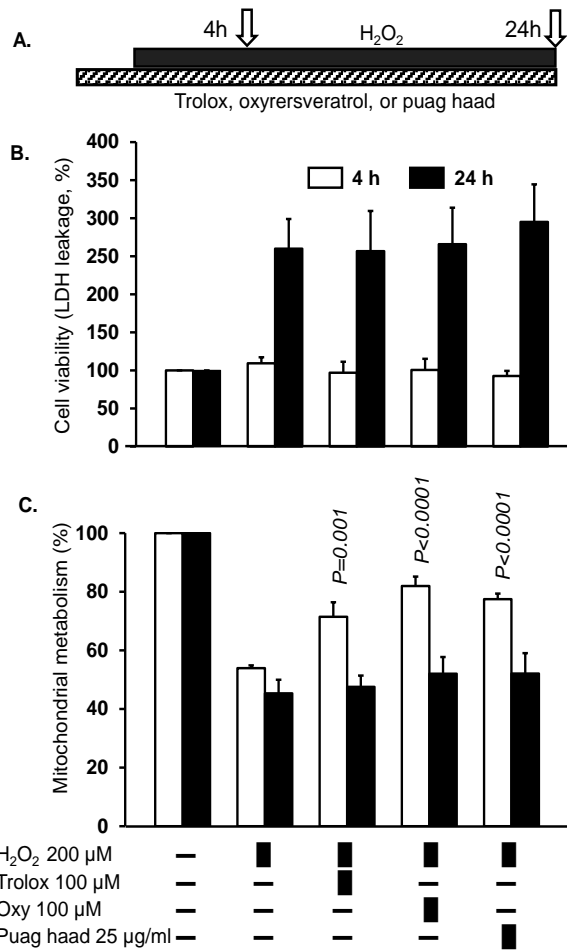 A.
4h H₂O₂ 24h
Trolox, oxyrersveratrol, or puag haad
B.
Cell viability (LDH leakage, %)
400
350
300
250
200
150
100
50
0
4 h 24 h
C.
Mitochondrial metabolism (%)
100
80
60
40
20
0
P=0.001
P<0.0001
P<0.0001
H₂O₂ 200 µM – 
Trolox 100 µM – – – –
Oxy 100 µM – – – –
Puag haad 25 µg/ml – – – –